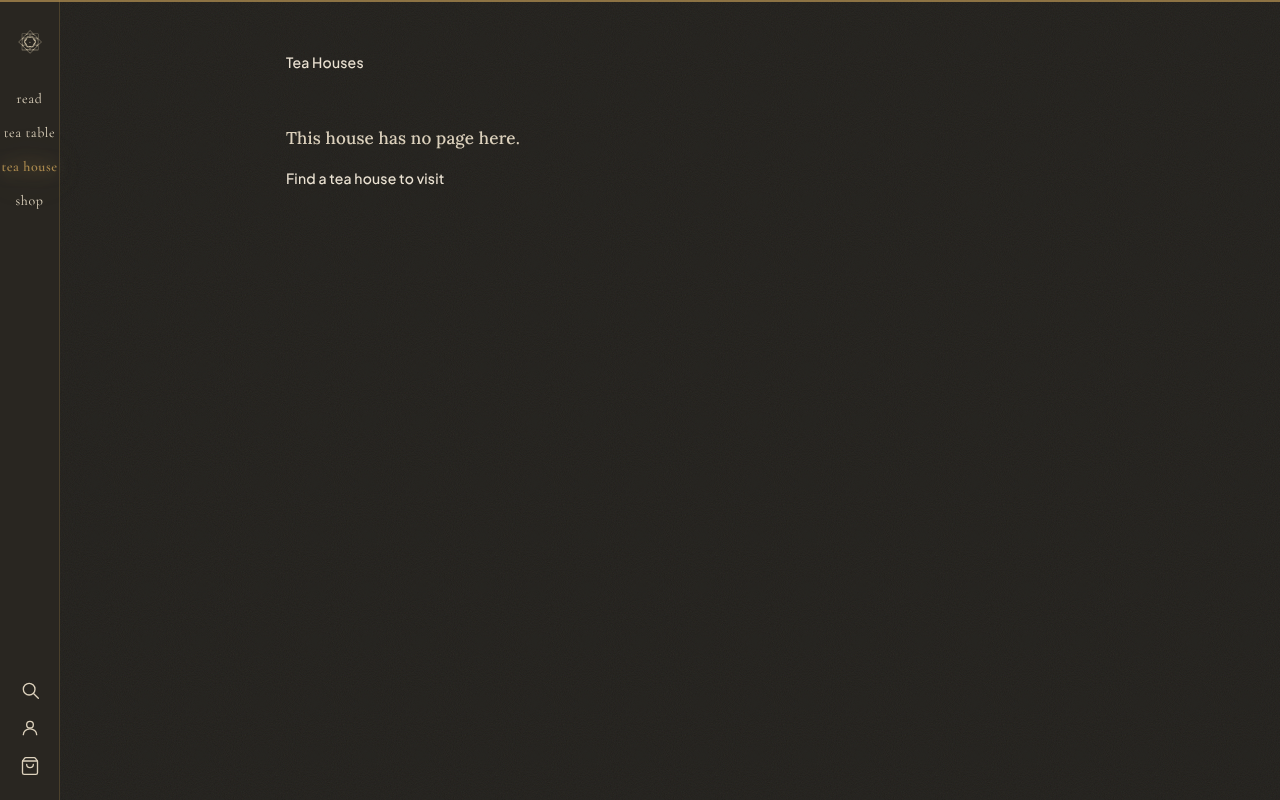 read
tea table
tea house
shop
Tea Houses
This house has no page here.
Find a tea house to visit